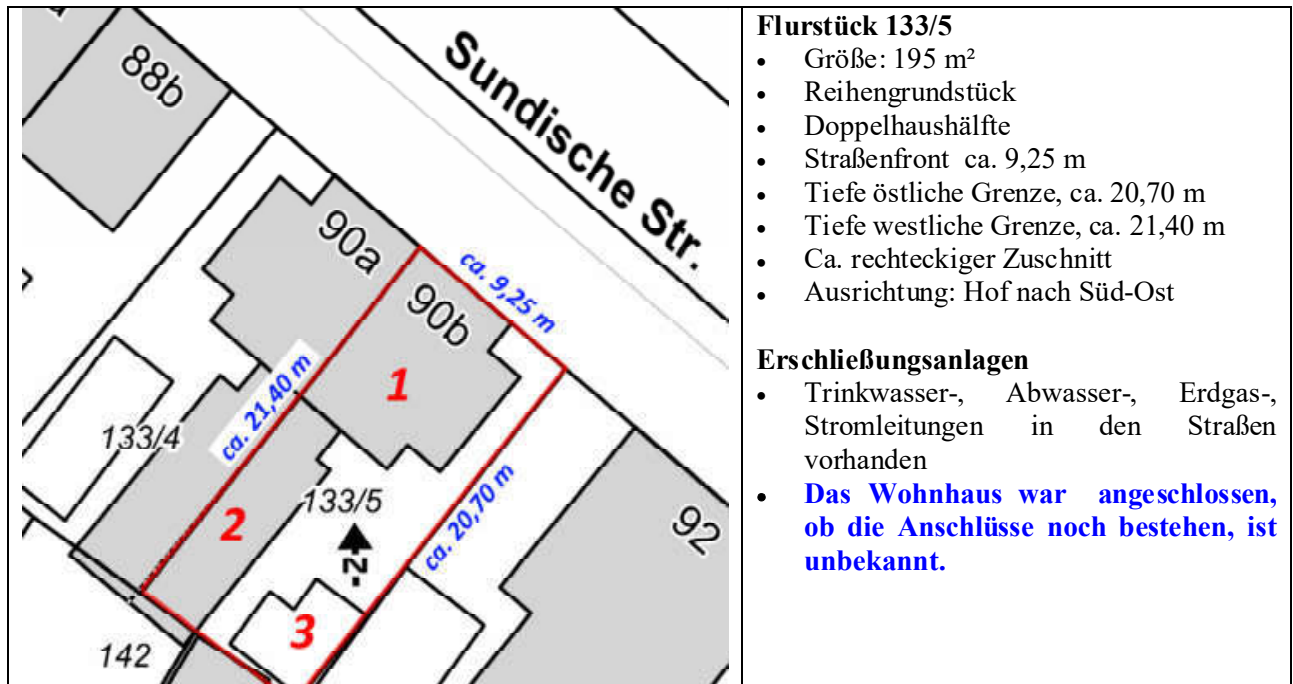 88b
Sundische Str.
90a
ca. 9,25 m
90b
1
ca. 21,40 m
133/4
133/5
2
-N-
ca. 20,70 m
92
3
142
Flurstück 133/5
• Größe: 195 m²
• Reihengrundstück
• Doppelhaushälfte
• Straßenfront ca. 9,25 m
• Tiefe östliche Grenze, ca. 20,70 m
• Tiefe westliche Grenze, ca. 21,40 m
• Ca. rechteckiger Zuschnitt
• Ausrichtung: Hof nach Süd-Ost
Erschließungsanlagen
• Trinkwasser-, Abwasser-, Erdgas-,
Stromleitungen in den Straßen
vorhanden
• Das Wohnhaus war angeschlossen,
ob die Anschlüsse noch bestehen, ist
unbekannt.